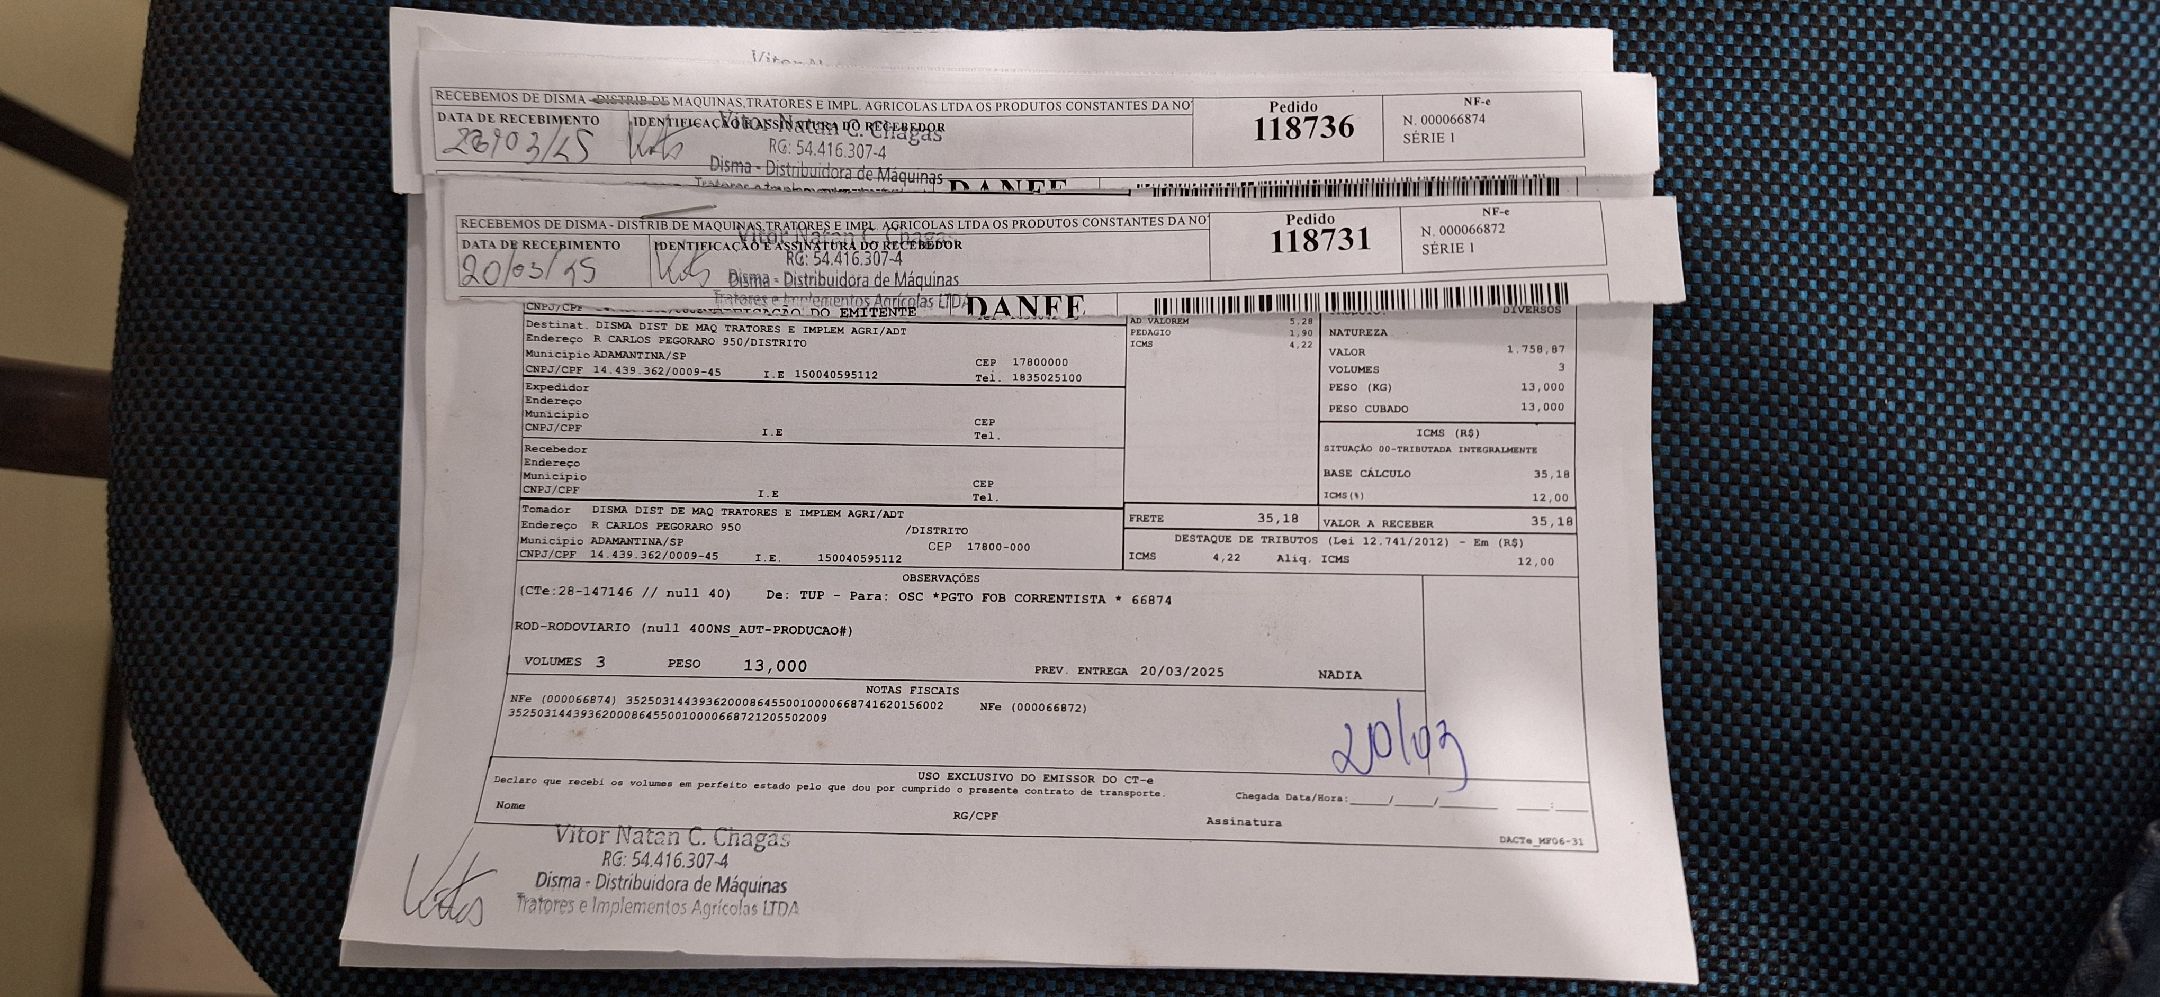 RECEBEMOS DE DISMA - DISTRIB DE MAQUINAS,TRATORES E IMPL. AGRICOLAS LTDA OS PRODUTOS CONSTANTES DA NO
DATA DE RECEBIMENTO IDENTIFICAÇÃO E ASSINATURA DO RECEBEDOR
Vitor Natan C. Chagas
RG: 54.416.307-4
Disma - Distribuidora de Máquinas
Pedido
118736
NF-e
N. 000066874
SÉRIE 1
DANFE
RECEBEMOS DE DISMA - DISTRIB DE MAQUINAS,TRATORES E IMPL. AGRICOLAS LTDA OS PRODUTOS CONSTANTES DA NO
DATA DE RECEBIMENTO IDENTIFICAÇÃO E ASSINATURA DO RECEBEDOR
20/03/25
Vitor Natan C. Chagas
RG: 54.416.307-4
Disma - Distribuidora de Máquinas
Tratores e Implementos Agrícolas LTDA
Pedido
118731
NF-e
N. 000066872
SÉRIE 1
DANFE
CNPJ/CPF
DO EMITENTE
Destinat. DISMA DIST DE MAQ TRATORES E IMPLEM AGRI/ADT
Endereço R CARLOS PEGORARO 950/DISTRITO
Municipio ADAMANTINA/SP CEP 17800000
CNPJ/CPF 14.439.362/0009-45 I.E 150040595112 Tel. 1835025100
Expedidor
Endereço
Municipio CEP
CNPJ/CPF I.E Tel.
Recebedor
Endereço
Municipio CEP
CNPJ/CPF I.E Tel.
Tomador DISMA DIST DE MAQ TRATORES E IMPLEM AGRI/ADT
Endereço R CARLOS PEGORARO 950 /DISTRITO
Municipio ADAMANTINA/SP CEP 17800-000
CNPJ/CPF 14.439.362/0009-45 I.E. 150040595112
AD VALOREM 5,28
PEDAGIO 1,90
ICMS 4,22
DIVERSOS
NATUREZA
VALOR 1.758,87
VOLUMES 3
PESO (KG) 13,000
PESO CUBADO 13,000
ICMS (R$)
SITUAÇÃO 00-TRIBUTADA INTEGRALMENTE
BASE CÁLCULO 35,18
ICMS(%) 12,00
FRETE 35,18 VALOR A RECEBER 35,18
DESTAQUE DE TRIBUTOS (Lei 12.741/2012) - Em (R$)
ICMS 4,22 Aliq. ICMS 12,00
OBSERVAÇÕES
(CTe:28-147146 // null 40) De: TUP - Para: OSC *PGTO FOB CORRENTISTA * 66874
ROD-RODOVIARIO (null 400NS_AUT-PRODUCAO#)
VOLUMES 3 PESO 13,000 PREV. ENTREGA 20/03/2025 NADIA
NOTAS FISCAIS
NFe (000066874) 35250314439362000864550010000668741620156002 NFe (000066872)
35250314439362000864550010000668721205502009
20/03
USO EXCLUSIVO DO EMISSOR DO CT-e
Declaro que recebi os volumes em perfeito estado pelo que dou por cumprido o presente contrato de transporte.
Chegada Data/Hora:____/____/______ ___:___
Nome RG/CPF Assinatura
DACTe_MF06-31
Vitor Natan C. Chagas
RG: 54.416.307-4
Disma - Distribuidora de Máquinas
Tratores e Implementos Agrícolas LTDA